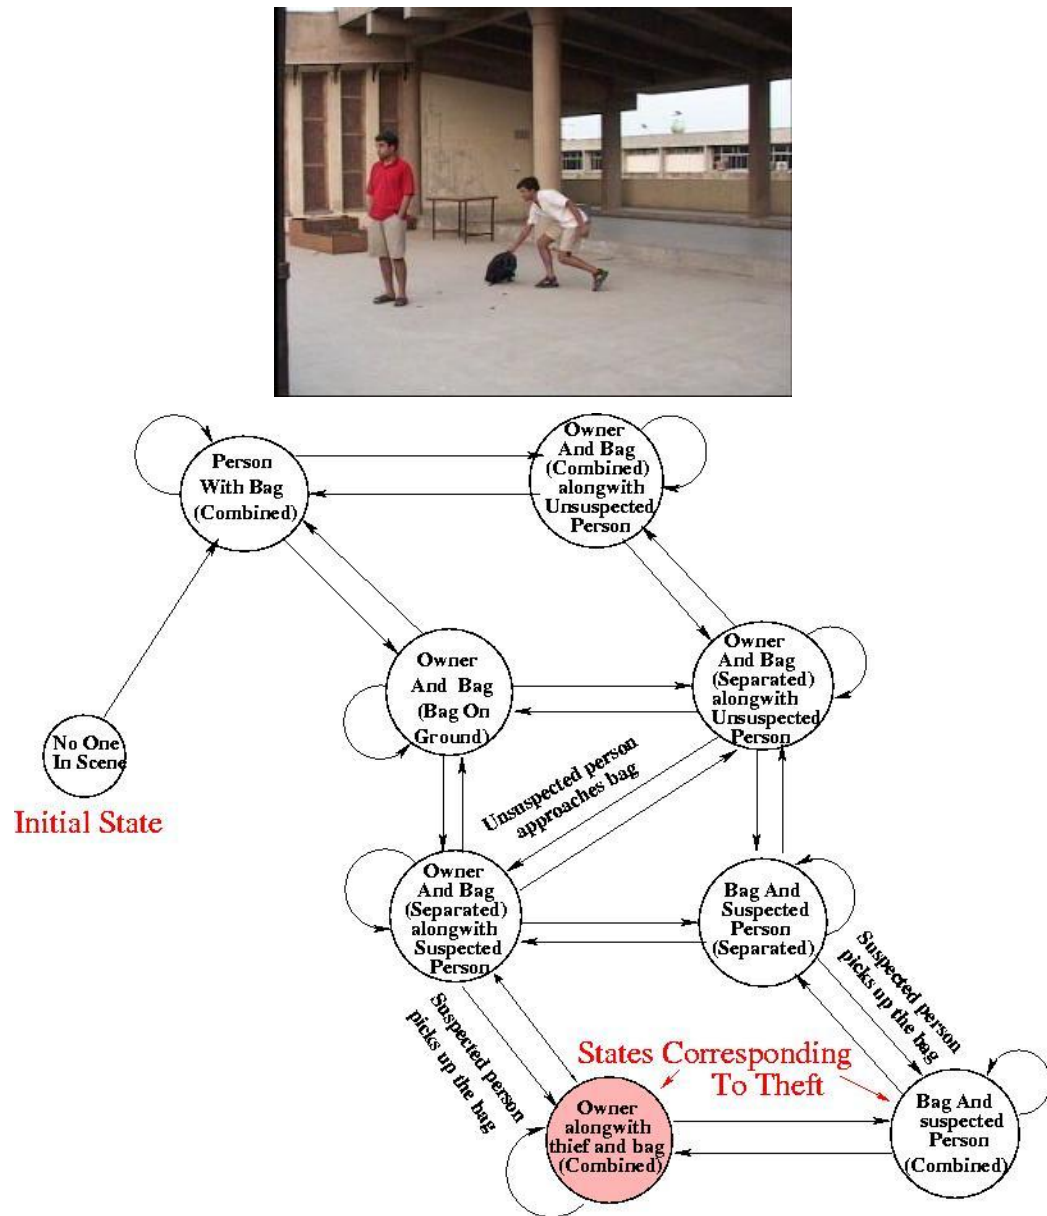 Person
With Bag
(Combined)
Owner
And Bag
(Combined)
alongwith
Unsuspected
Person
Owner
And Bag
(Bag On
Ground)
Owner
And Bag
(Separated)
alongwith
Unsuspected
Person
No One
In Scene
Initial State
Unsuspected person
approaches bag
Owner
And Bag
(Separated)
alongwith
Suspected
Person
Bag And
Suspected
Person
(Separated)
Suspected person
picks up the bag
Suspected person
picks up the bag
States Corresponding
To Theft
Owner
alongwith
thief and bag
(Combined)
Bag And
suspected
Person
(Combined)